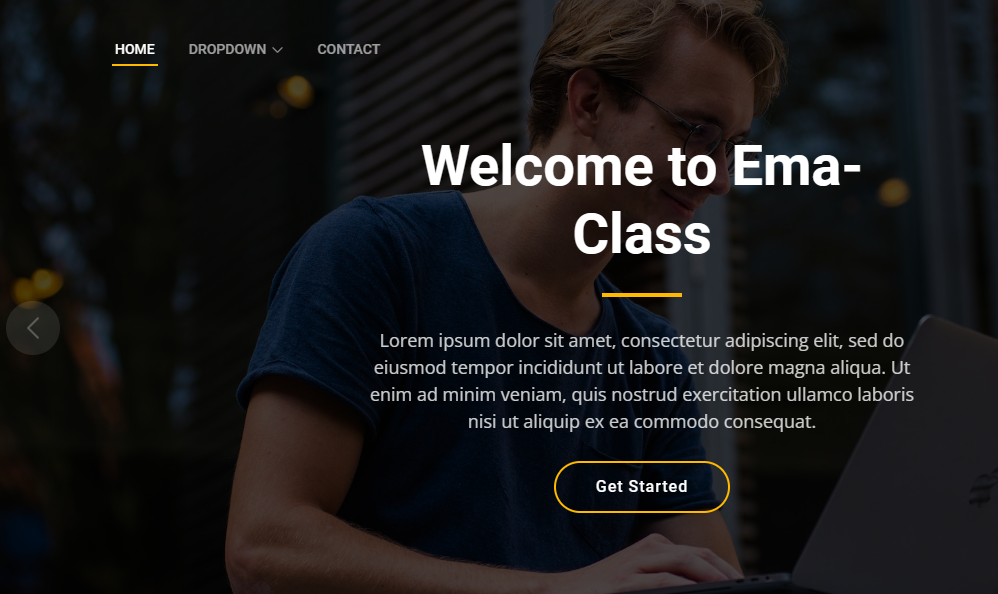 HOME DROPDOWN CONTACT
Welcome to Ema-
Class
Lorem ipsum dolor sit amet, consectetur adipiscing elit, sed do
eiusmod tempor incididunt ut labore et dolore magna aliqua. Ut
enim ad minim veniam, quis nostrud exercitation ullamco laboris
nisi ut aliquip ex ea commodo consequat.
Get Started